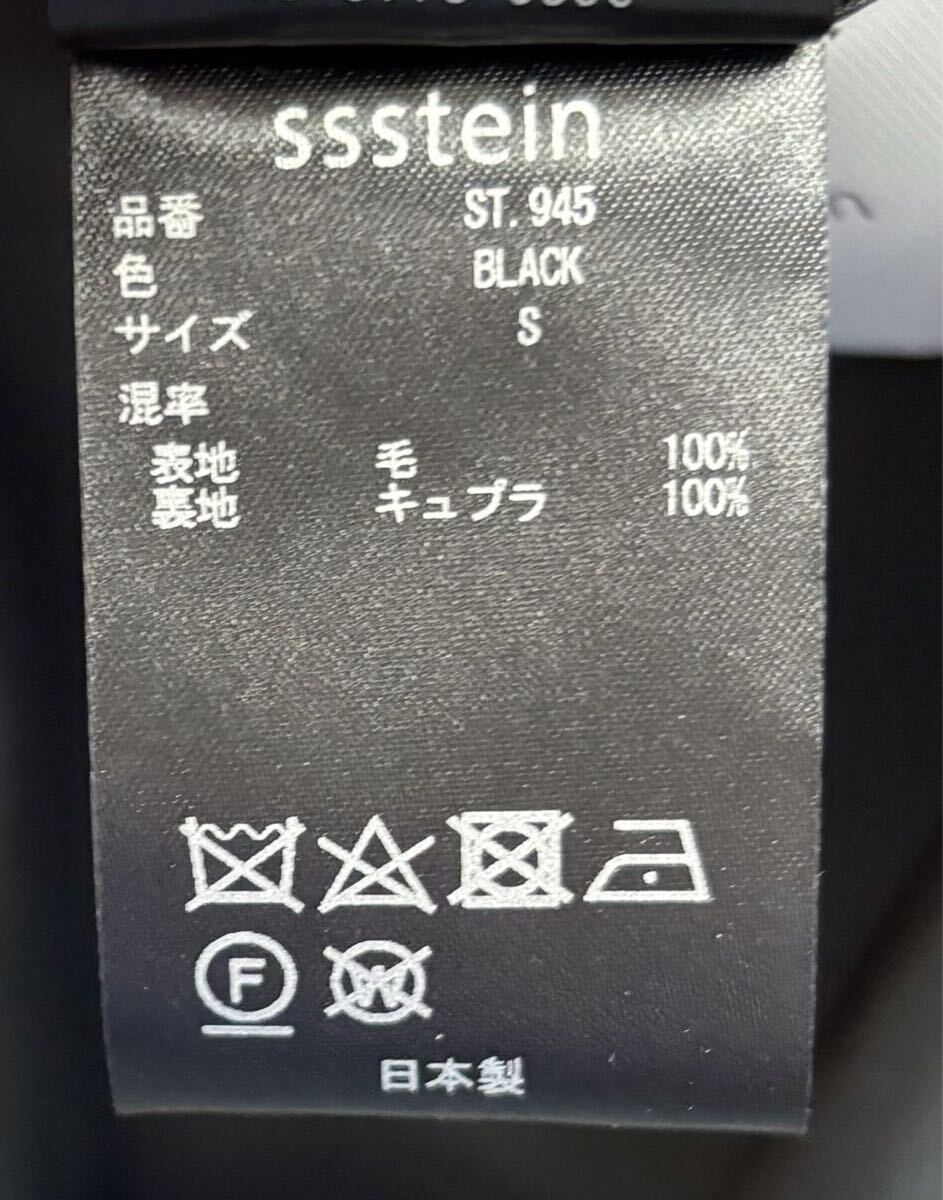 ssstein
品番 ST.945
色 BLACK
サイズ S
混率
表地 毛 100%
裏地 キュプラ 100%
F
W
日本製